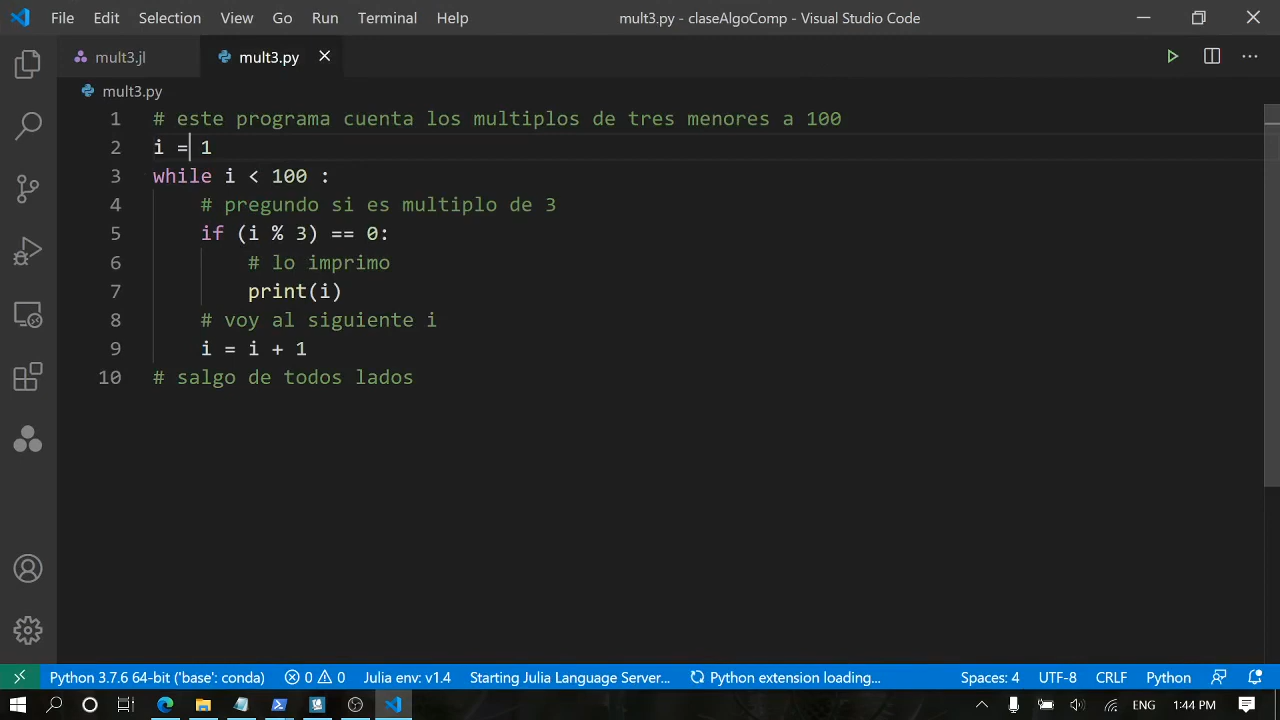 File Edit Selection View Go Run Terminal Help mult3.py - claseAlgoComp - Visual Studio Code
mult3.jl mult3.py
mult3.py
1 # este programa cuenta los multiplos de tres menores a 100
2 i = 1
3 while i < 100 :
4 # pregundo si es multiplo de 3
5 if (i % 3) == 0:
6 # lo imprimo
7 print(i)
8 # voy al siguiente i
9 i = i + 1
10 # salgo de todos lados
Python 3.7.6 64-bit ('base': conda) 0 0 Julia env: v1.4 Starting Julia Language Server... Python extension loading... Spaces: 4 UTF-8 CRLF Python
ENG 1:44 PM